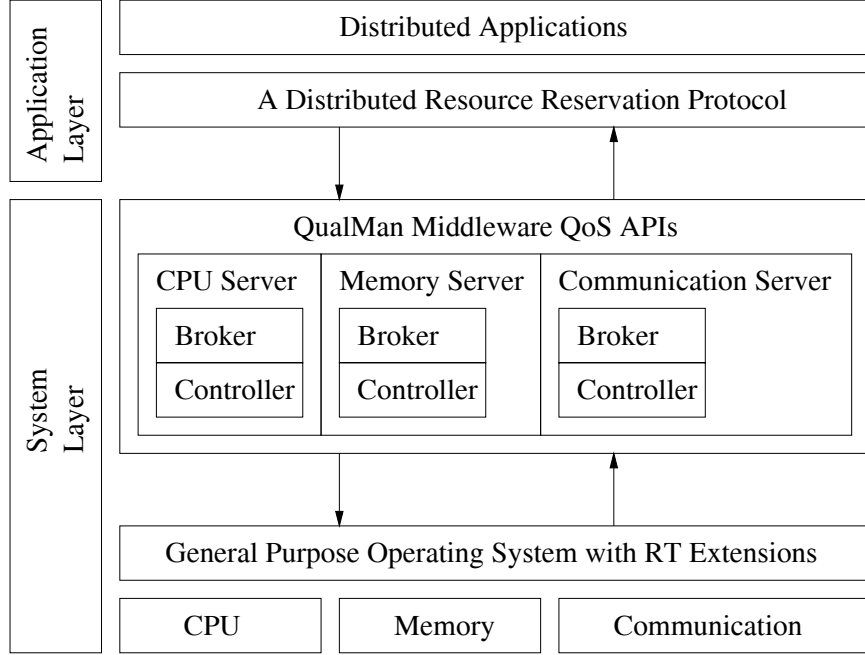 Application
Layer
Distributed Applications
A Distributed Resource Reservation Protocol
System
Layer
QualMan Middleware QoS APIs
CPU Server
Broker
Controller
Memory Server
Broker
Controller
Communication Server
Broker
Controller
General Purpose Operating System with RT Extensions
CPU
Memory
Communication